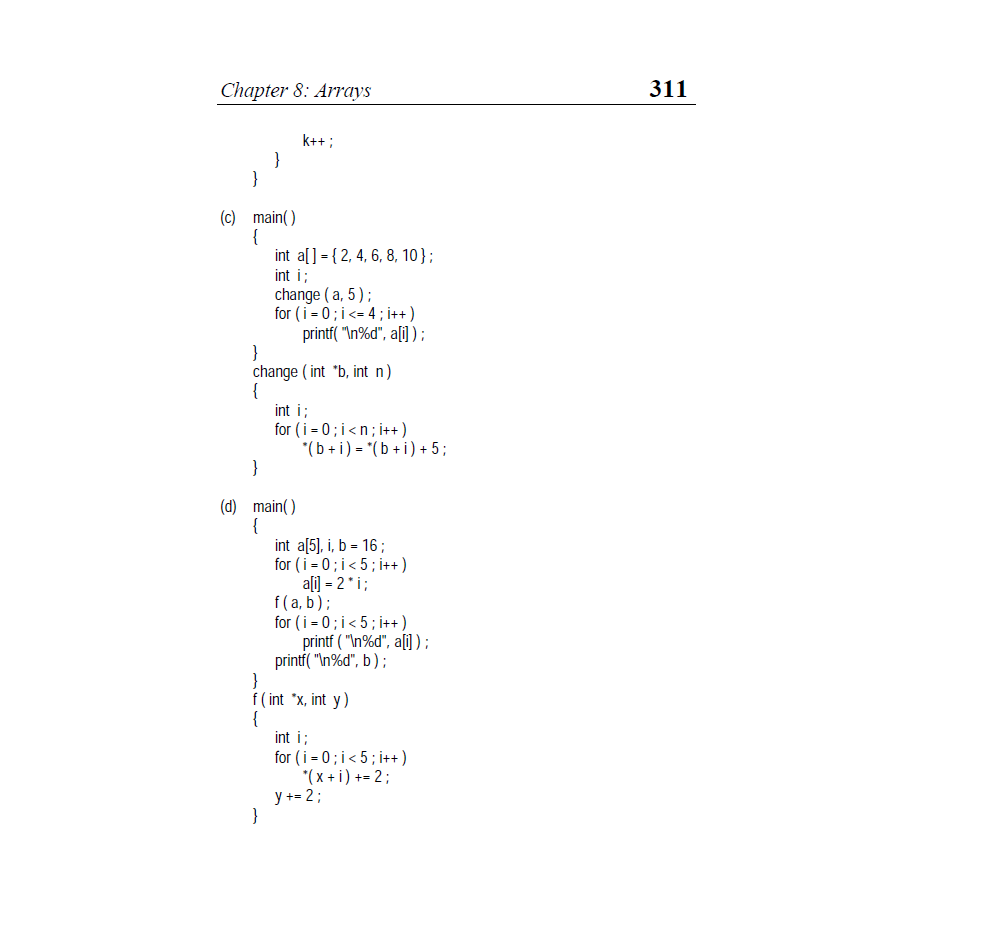 Chapter 8: Arrays 311
k++ ;
}
}
(c) main( )
{
int a[ ] = { 2, 4, 6, 8, 10 } ;
int i ;
change ( a, 5 ) ;
for ( i = 0 ; i <= 4 ; i++ )
printf( "\n%d", a[i] ) ;
}
change ( int *b, int n )
{
int i ;
for ( i = 0 ; i < n ; i++ )
*( b + i ) = *( b + i ) + 5 ;
}
(d) main( )
{
int a[5], i, b = 16 ;
for ( i = 0 ; i < 5 ; i++ )
a[i] = 2 * i ;
f ( a, b ) ;
for ( i = 0 ; i < 5 ; i++ )
printf ( "\n%d", a[i] ) ;
printf( "\n%d", b ) ;
}
f ( int *x, int y )
{
int i ;
for ( i = 0 ; i < 5 ; i++ )
*( x + i ) += 2 ;
y += 2 ;
}